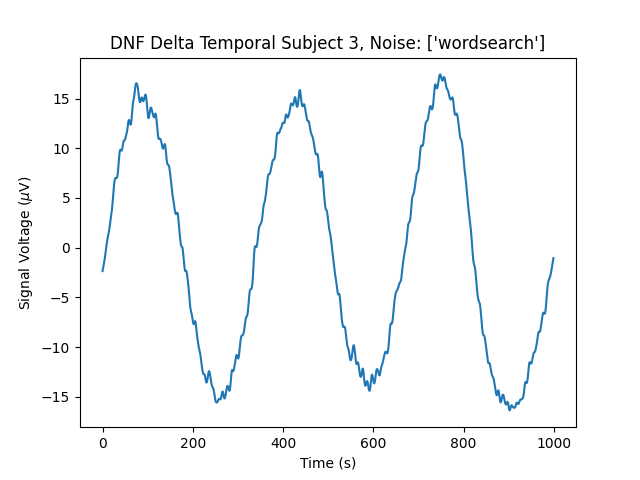 DNF Delta Temporal Subject 3, Noise: ['wordsearch']
Signal Voltage (μV)
15
10
5
0
−5
−10
−15
0 200 400 600 800 1000
Time (s)